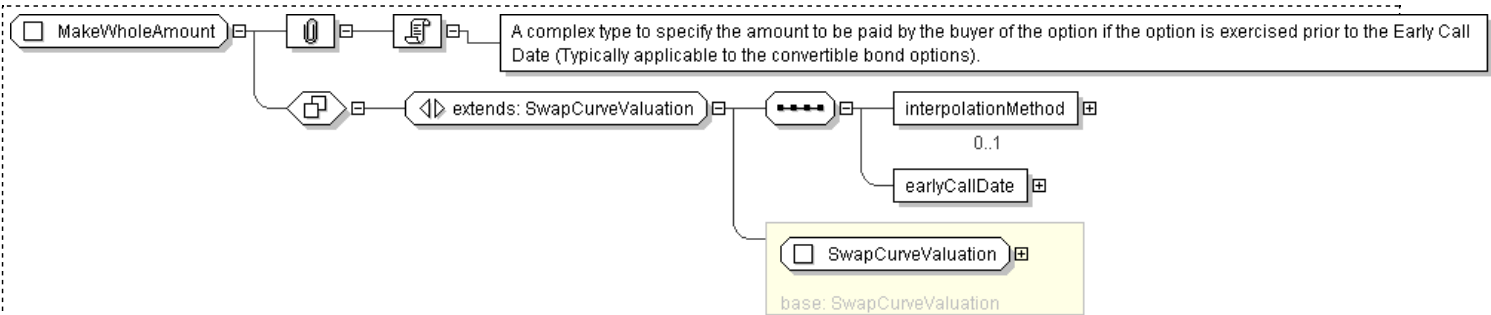 MakeWholeAmount
A complex type to specify the amount to be paid by the buyer of the option if the option is exercised prior to the Early Call
Date (Typically applicable to the convertible bond options).
extends: SwapCurveValuation
interpolationMethod
0..1
earlyCallDate
SwapCurveValuation
base: SwapCurveValuation